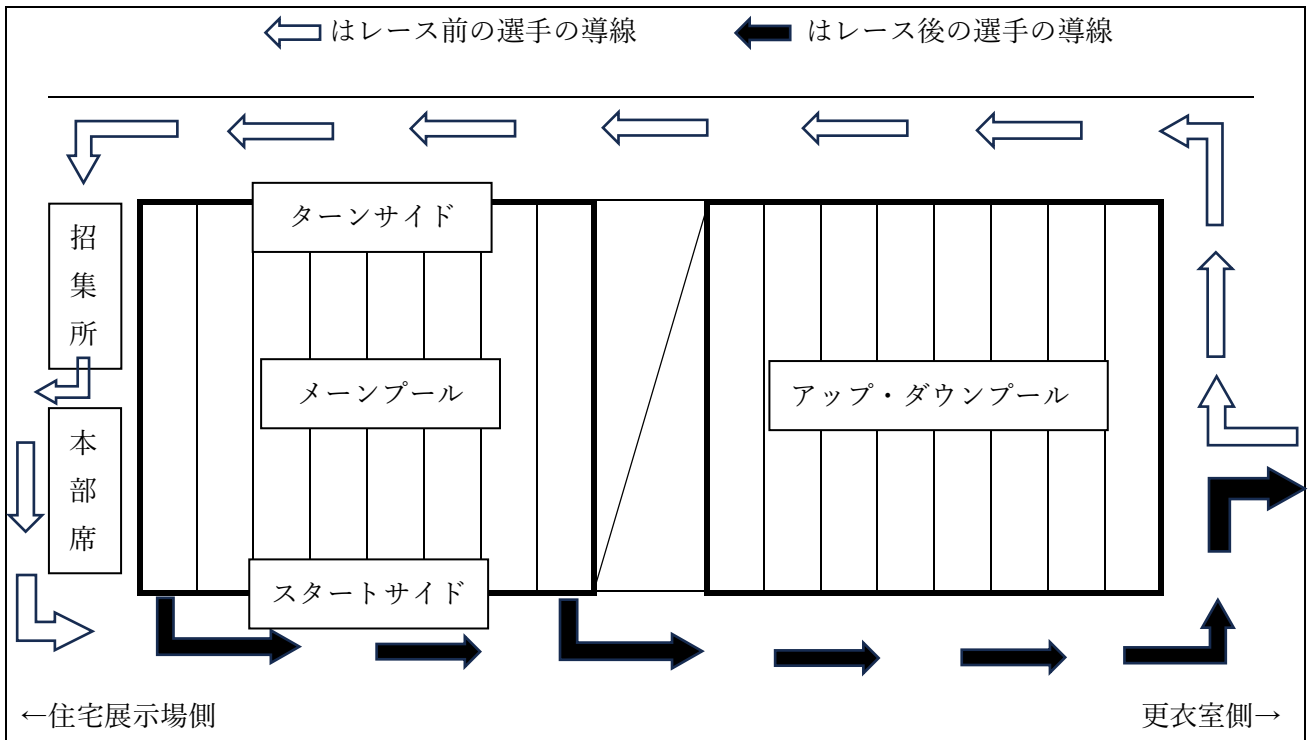 はレース前の選手の導線
はレース後の選手の導線
ターンサイド
招集所
メーンプール
アップ・ダウンプール
本部席
スタートサイド
←住宅展示場側
更衣室側→